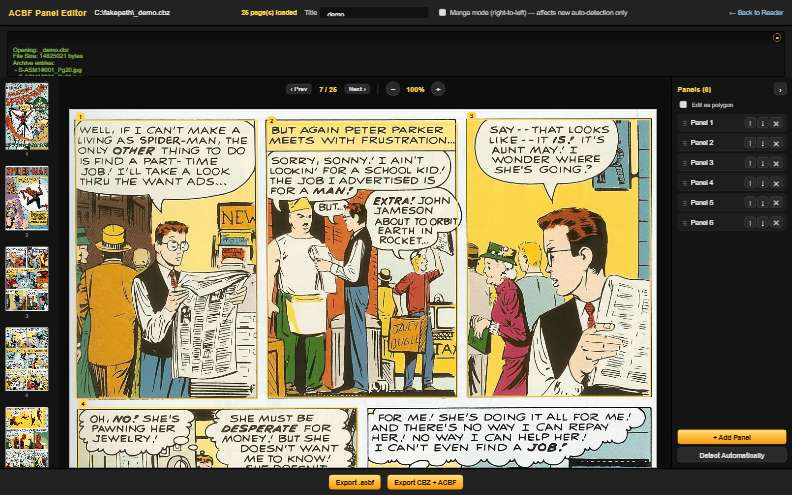 ACBF Panel Editor
C:\fakepath\_demo.cbz
25 page(s) loaded
Title
_demo
Manga mode (right-to-left) — affects new auto-detection only
← Back to Reader
Opening: _demo.cbz
File Size: 14825021 bytes
Archive entries:
‹ Prev
7 / 25
Next ›
−
100%
+
Panels (6)
›
Edit as polygon
Panel 1
Panel 2
Panel 3
Panel 4
Panel 5
Panel 6
+ Add Panel
Detect Automatically
1
WELL, IF I CAN'T MAKE A
LIVING AS SPIDER-MAN, THE
ONLY OTHER THING TO DO
IS FIND A PART-TIME
JOB! I'LL TAKE A LOOK
THRU THE WANT ADS...
NEW
2
BUT AGAIN PETER PARKER
MEETS WITH FRUSTRATION...
SORRY, SONNY! I AIN'T
LOOKIN' FOR A SCHOOL KID!
THE JOB I ADVERTISED IS
FOR A MAN!
BUT...
EXTRA! JOHN
JAMESON
ABOUT TO ORBIT
EARTH IN
ROCKET...
DAILY
BUGLE
TAX
3
SAY--THAT LOOKS
LIKE--IT IS! IT'S
AUNT MAY! I
WONDER WHERE
SHE'S GOING?
4
OH, NO! SHE'S
PAWNING HER
JEWELRY!
SHE MUST BE
DESPERATE FOR
MONEY! BUT SHE
DOESN'T WANT
ME TO KNOW!
FOR ME! SHE'S DOING IT ALL FOR ME!
AND THERE'S NO WAY I CAN REPAY
HER! NO WAY I CAN HELP HER!
I CAN'T EVEN FIND A JOB!
Export .acbf
Export CBZ + ACBF